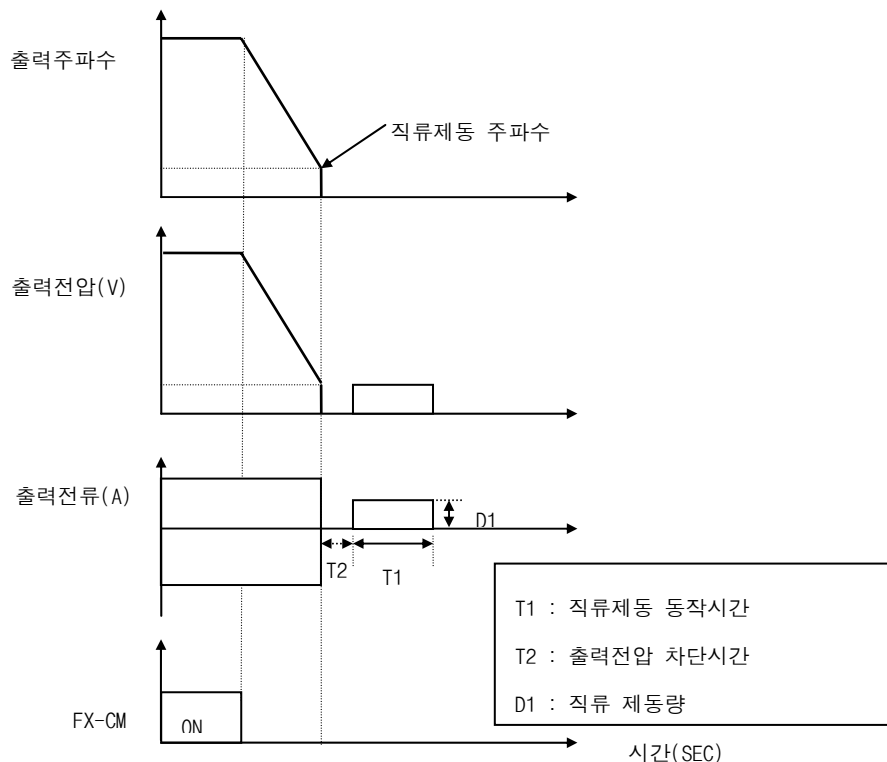 출력주파수
직류제동 주파수
출력전압(V)
출력전류(A)
D1
T2
T1
T1 : 직류제동 동작시간
T2 : 출력전압 차단시간
D1 : 직류 제동량
FX-CM
ON
시간(SEC)